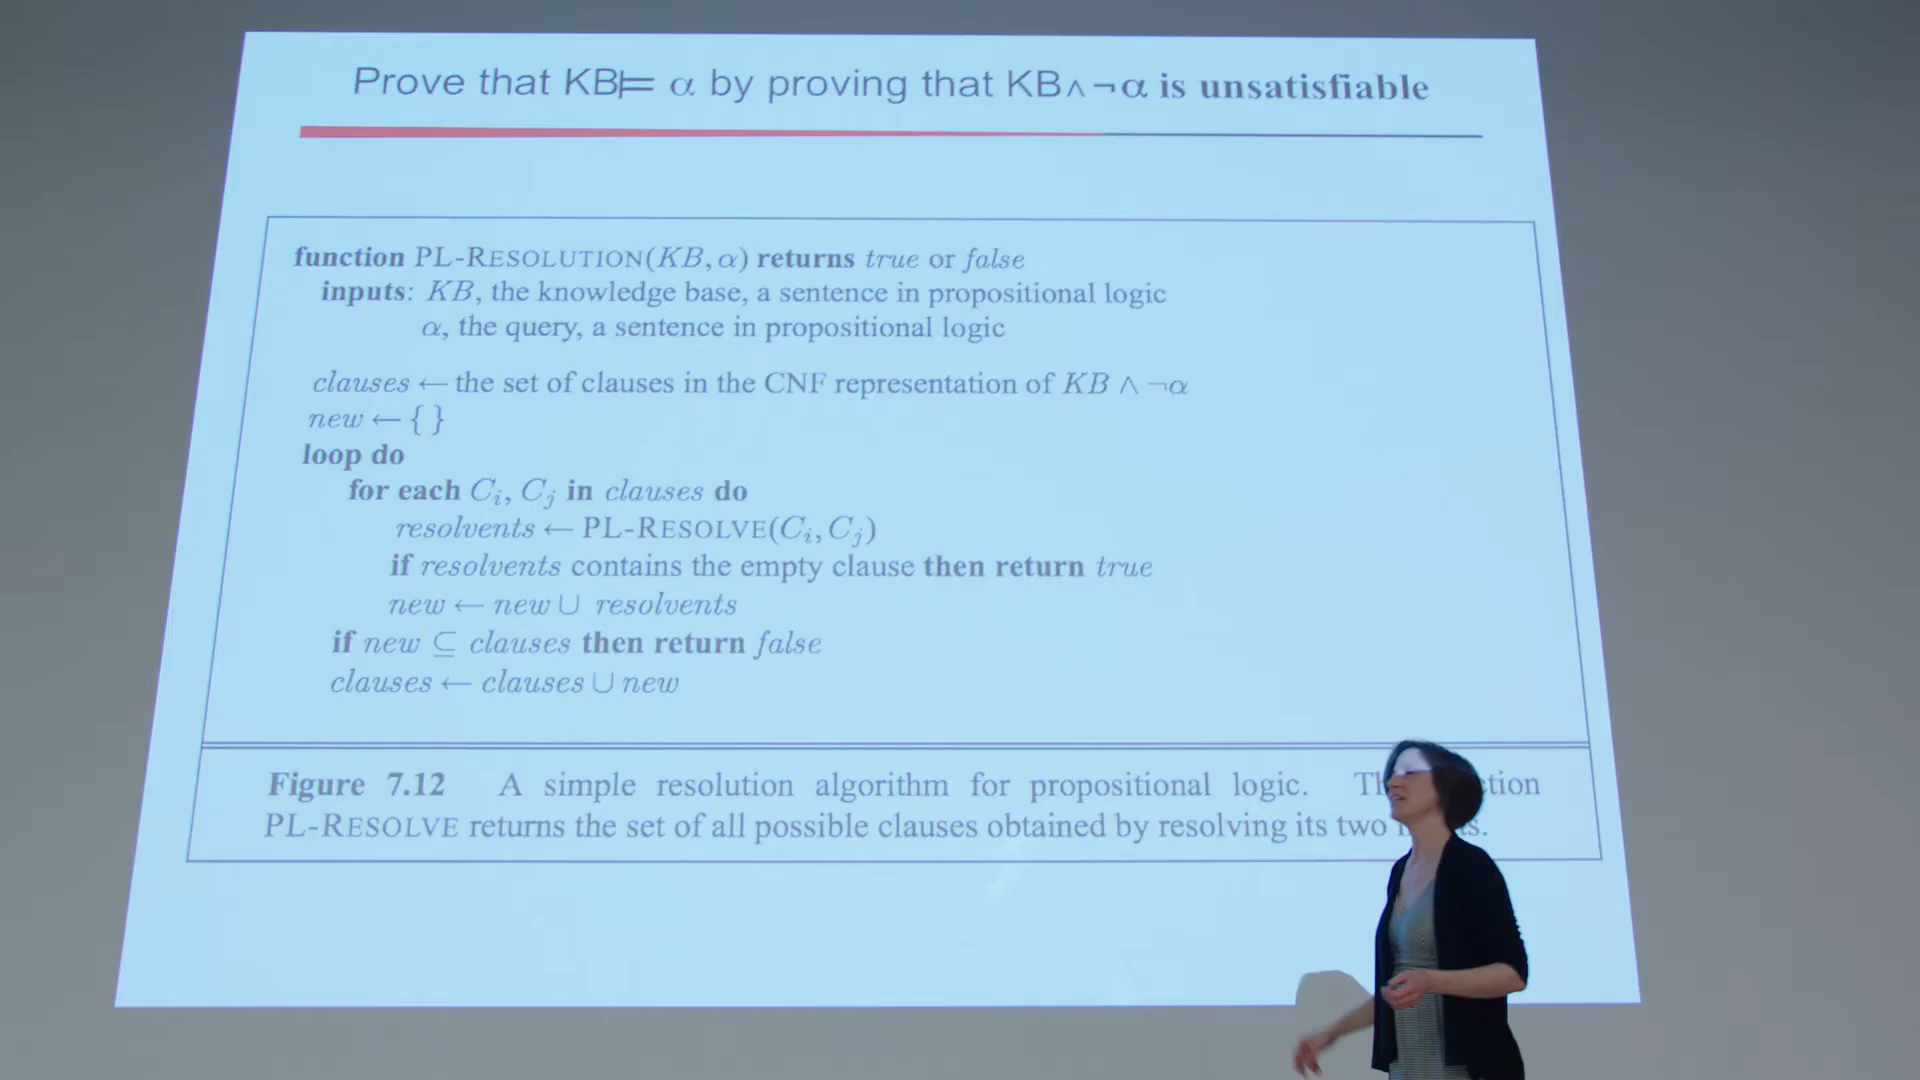 Prove that KB⊨ α by proving that KB∧¬α is unsatisfiable
function PL-RESOLUTION(KB, α) returns true or false
inputs: KB, the knowledge base, a sentence in propositional logic
α, the query, a sentence in propositional logic
clauses ← the set of clauses in the CNF representation of KB ∧ ¬α
new ← { }
loop do
for each Ci, Cj in clauses do
resolvents ← PL-RESOLVE(Ci, Cj)
if resolvents contains the empty clause then return true
new ← new ∪ resolvents
if new ⊆ clauses then return false
clauses ← clauses ∪ new
Figure 7.12 A simple resolution algorithm for propositional logic.
PL-RESOLVE returns the set of all possible clauses obtained by resolving its two